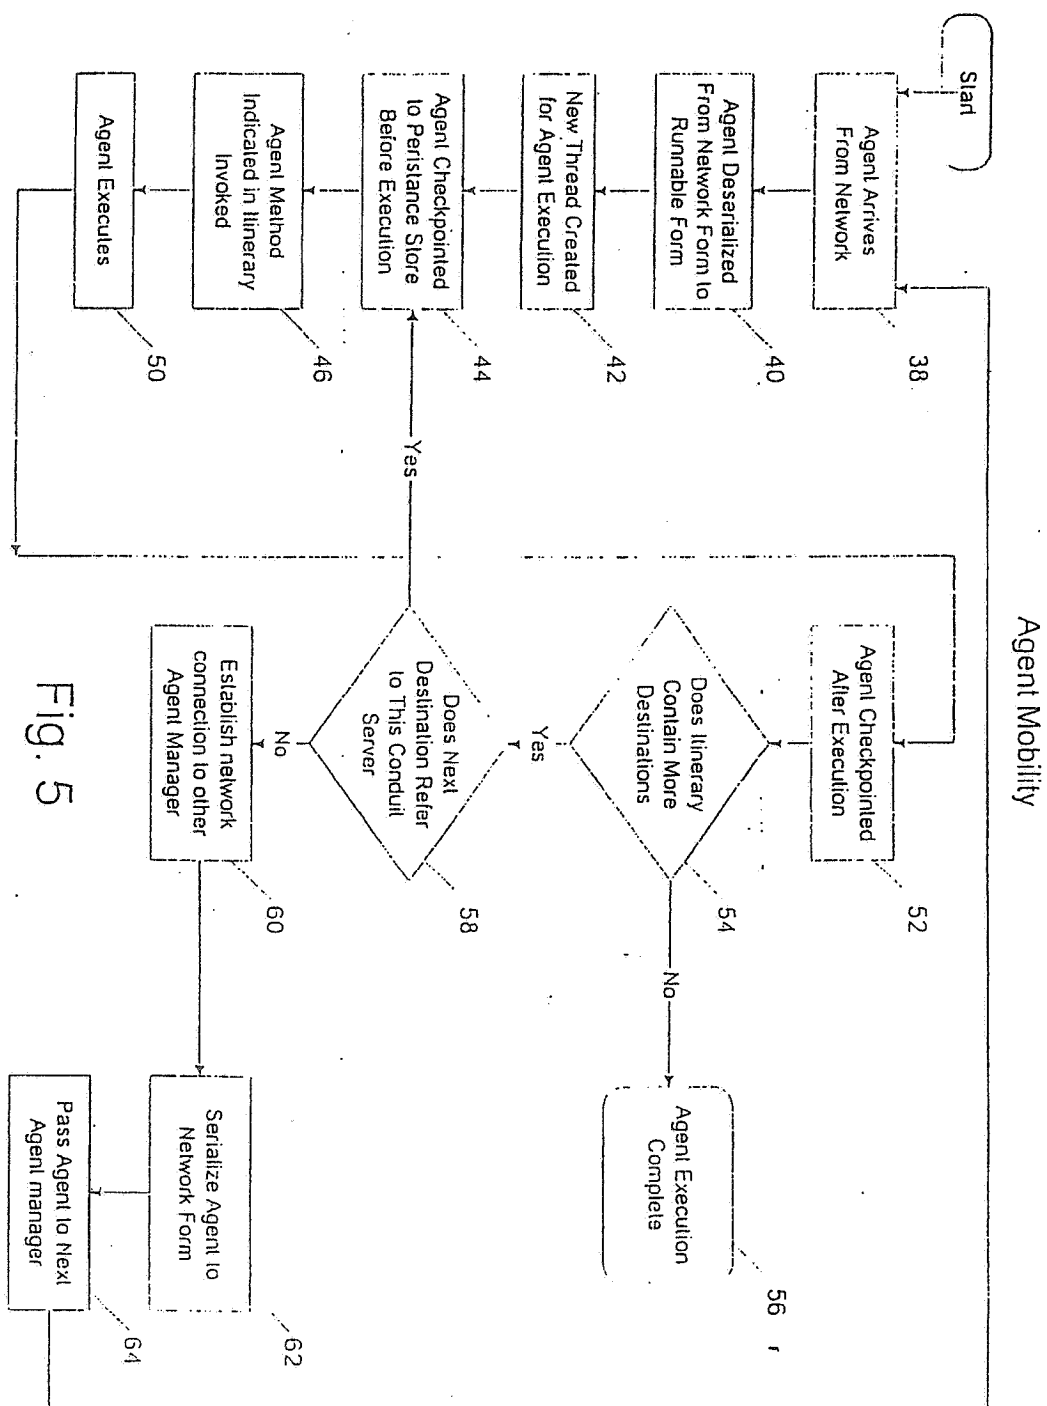 Agent Mobility
Start
Agent Arrives
From Network
38
Agent Deserialized
From Network Form to
Runnable Form
40
New Thread Created
for Agent Execution
42
Agent Checkpointed
to Peristance Store
Before Execution
44
Agent Method
Indicated in Itinerary
Invoked
46
Agent Executes
50
Agent Checkpointed
After Execution
52
Does Itinerary
Contain More
Destinations
54
No
Agent Execution
Complete
56
Yes
Does Next
Destination Refer
to This Conduit
Server
58
Yes
No
Establish network
connection to other
Agent Manager
60
Serialize Agent to
Network Form
62
Pass Agent to Next
Agent manager
64
Fig. 5